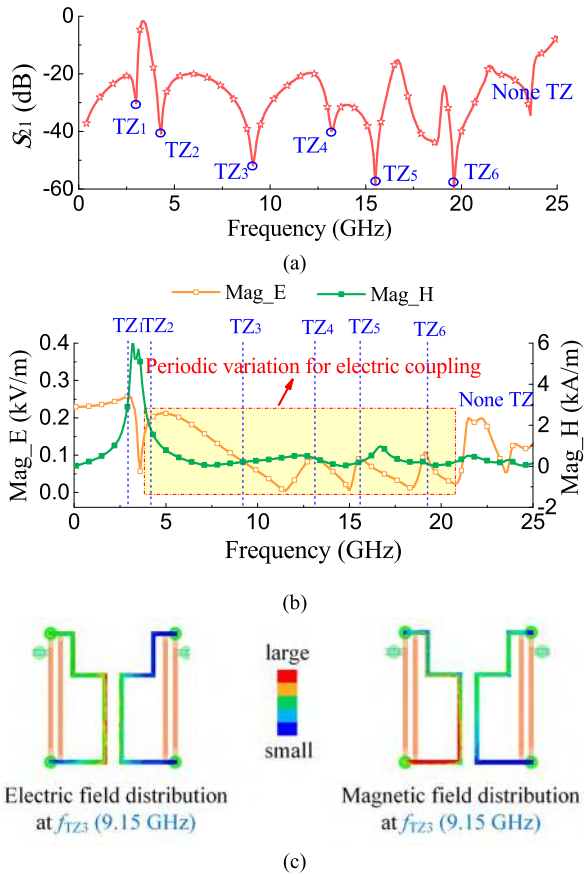 (a)
0
-20
-40
-60
S21 (dB)
TZ1
TZ2
TZ3
TZ4
TZ5
TZ6
None TZ
0 5 10 15 20 25
Frequency (GHz)
(a)
Mag_E Mag_H
TZ1 TZ2 TZ3 TZ4 TZ5 TZ6
Periodic variation for electric coupling
None TZ
0.4
0.3
0.2
0.1
0.0
Mag_E (kV/m)
6
4
2
0
-2
Mag_H (kA/m)
0 5 10 15 20 25
Frequency (GHz)
(b)
large
small
Electric field distribution
at fTZ3 (9.15 GHz)
Magnetic field distribution
at fTZ3 (9.15 GHz)
(c)